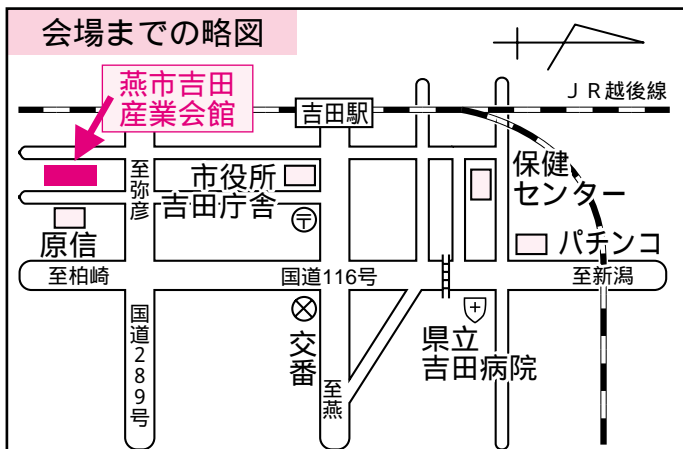 会場までの略図
燕市吉田
産業会館
吉田駅
ＪＲ越後線
至弥彦
市役所
吉田庁舎
〒
保健
センター
原信
パチンコ
至柏崎
国道116号
至新潟
国道289号
交番
至燕
県立
吉田病院